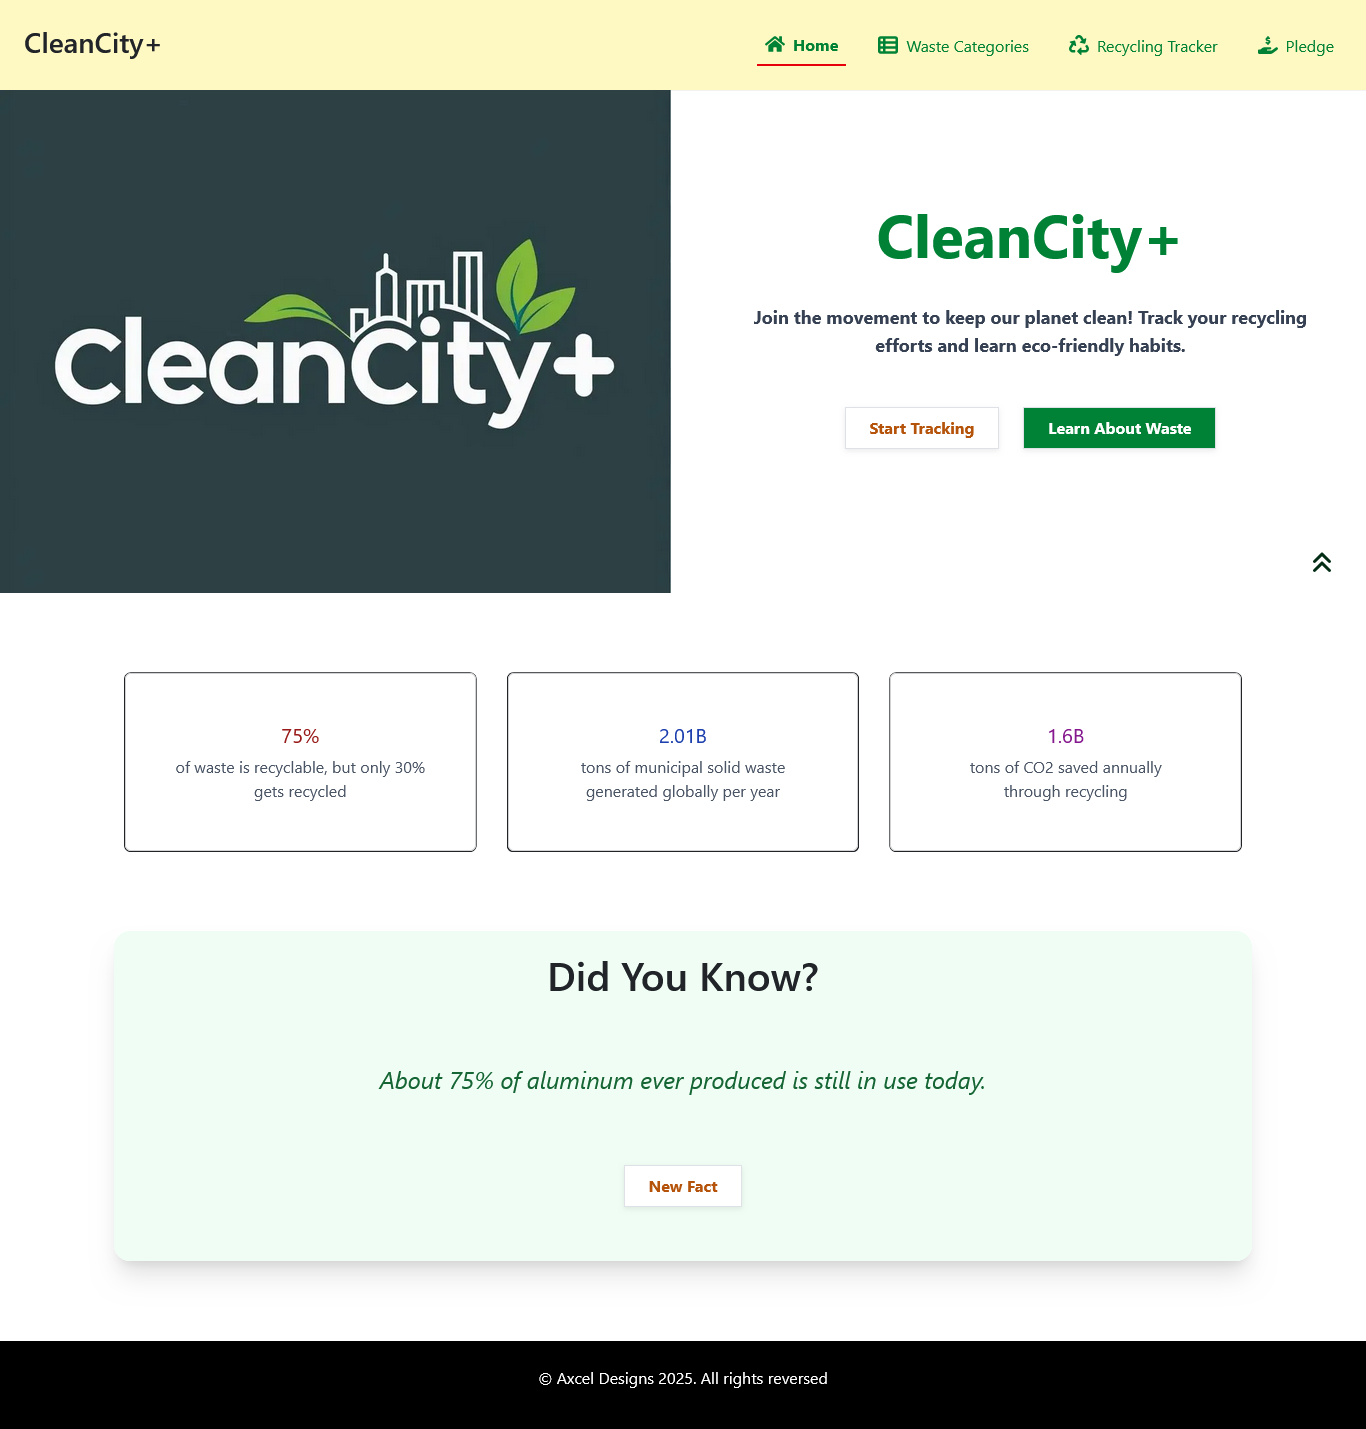 CleanCity+
Home
Waste Categories
Recycling Tracker
Pledge
cleanCity+
CleanCity+
Join the movement to keep our planet clean! Track your recycling
efforts and learn eco-friendly habits.
Start Tracking
Learn About Waste
75%
of waste is recyclable, but only 30%
gets recycled
2.01B
tons of municipal solid waste
generated globally per year
1.6B
tons of CO2 saved annually
through recycling
Did You Know?
About 75% of aluminum ever produced is still in use today.
New Fact
© Axcel Designs 2025. All rights reversed